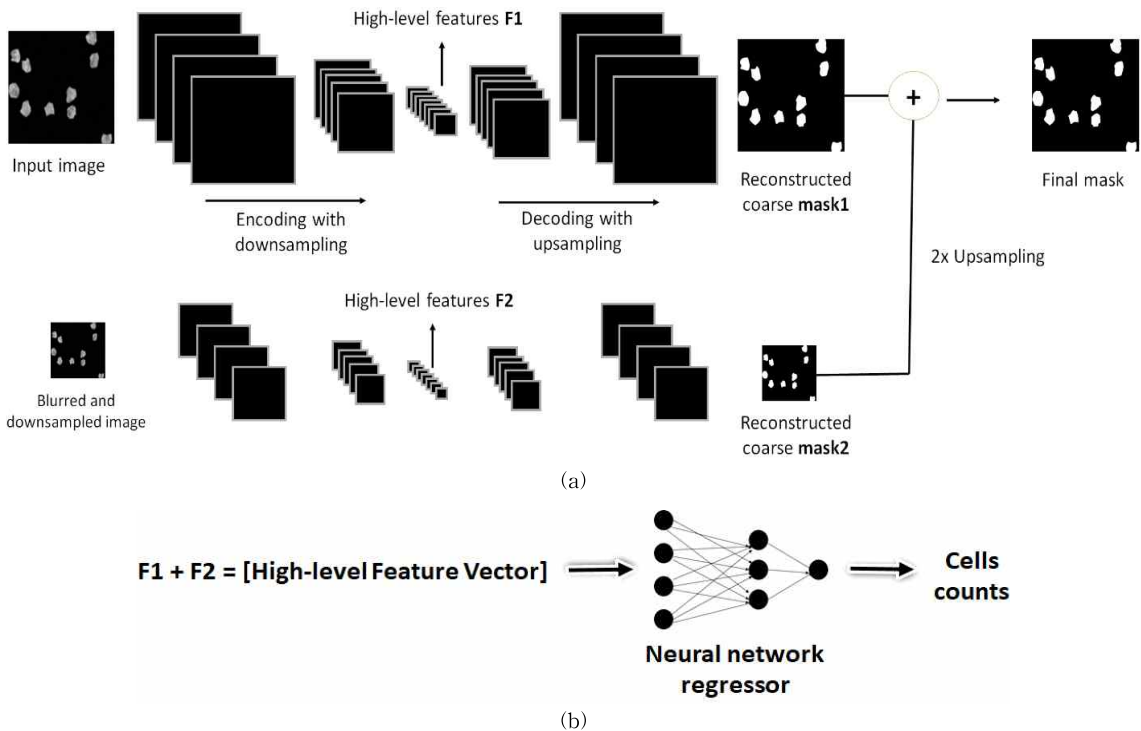 High-level features F1
Input image
Encoding with
downsampling
Decoding with
upsampling
Reconstructed
coarse mask1
+
Final mask
2x Upsampling
High-level features F2
Blurred and
downsampled image
Reconstructed
coarse mask2
(a)
F1 + F2 = [High-level Feature Vector]
Cells
counts
Neural network
regressor
(b)